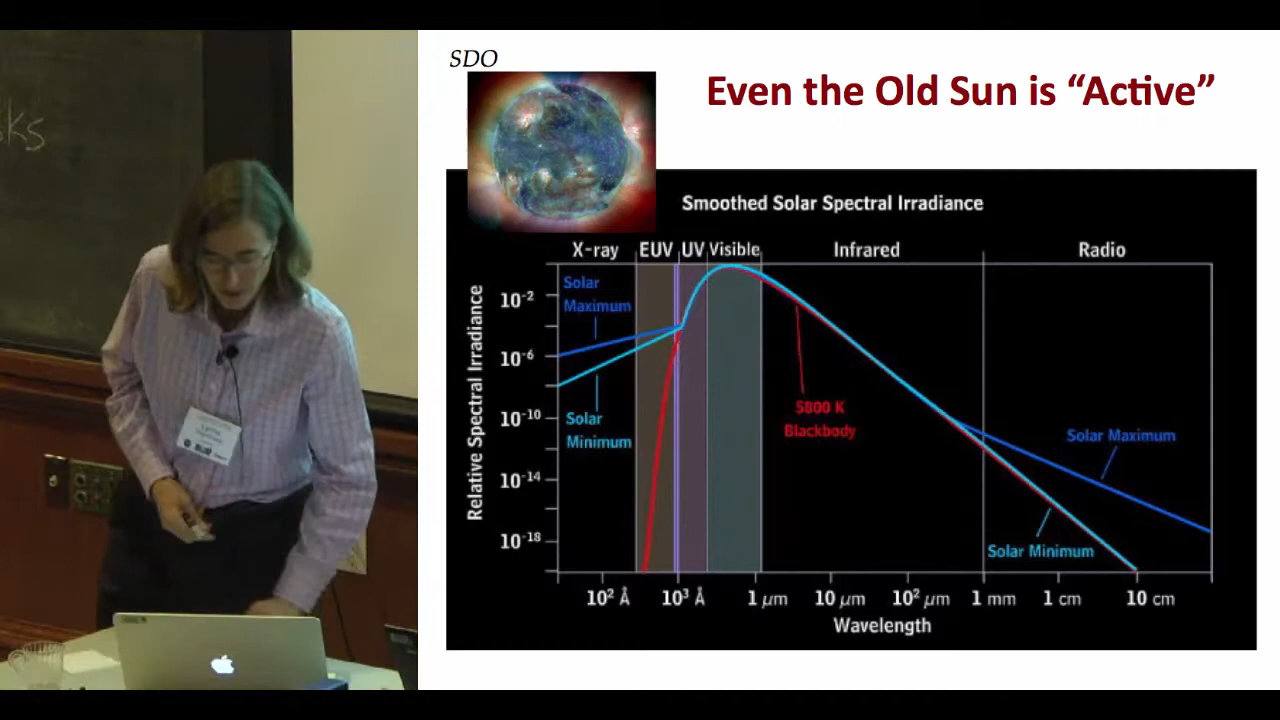 SDO
Even the Old Sun is “Active”
Smoothed Solar Spectral Irradiance
X-ray
EUV
UV
Visible
Infrared
Radio
Relative Spectral Irradiance
10⁻²
10⁻⁶
10⁻¹⁰
10⁻¹⁴
10⁻¹⁸
Solar
Maximum
Solar
Minimum
5800 K
Blackbody
Solar Maximum
Solar Minimum
10² Å
10³ Å
1 μm
10 μm
10² μm
1 mm
1 cm
10 cm
Wavelength